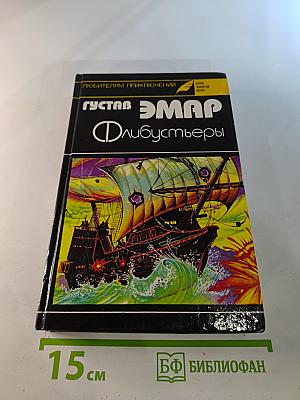 ЛЮБИТЕЛЯМ ПРИКЛЮЧЕНИЙ
ГУСТАВ ЭМАР
Флибустьеры
15 см
БФ БИБЛИОФАН